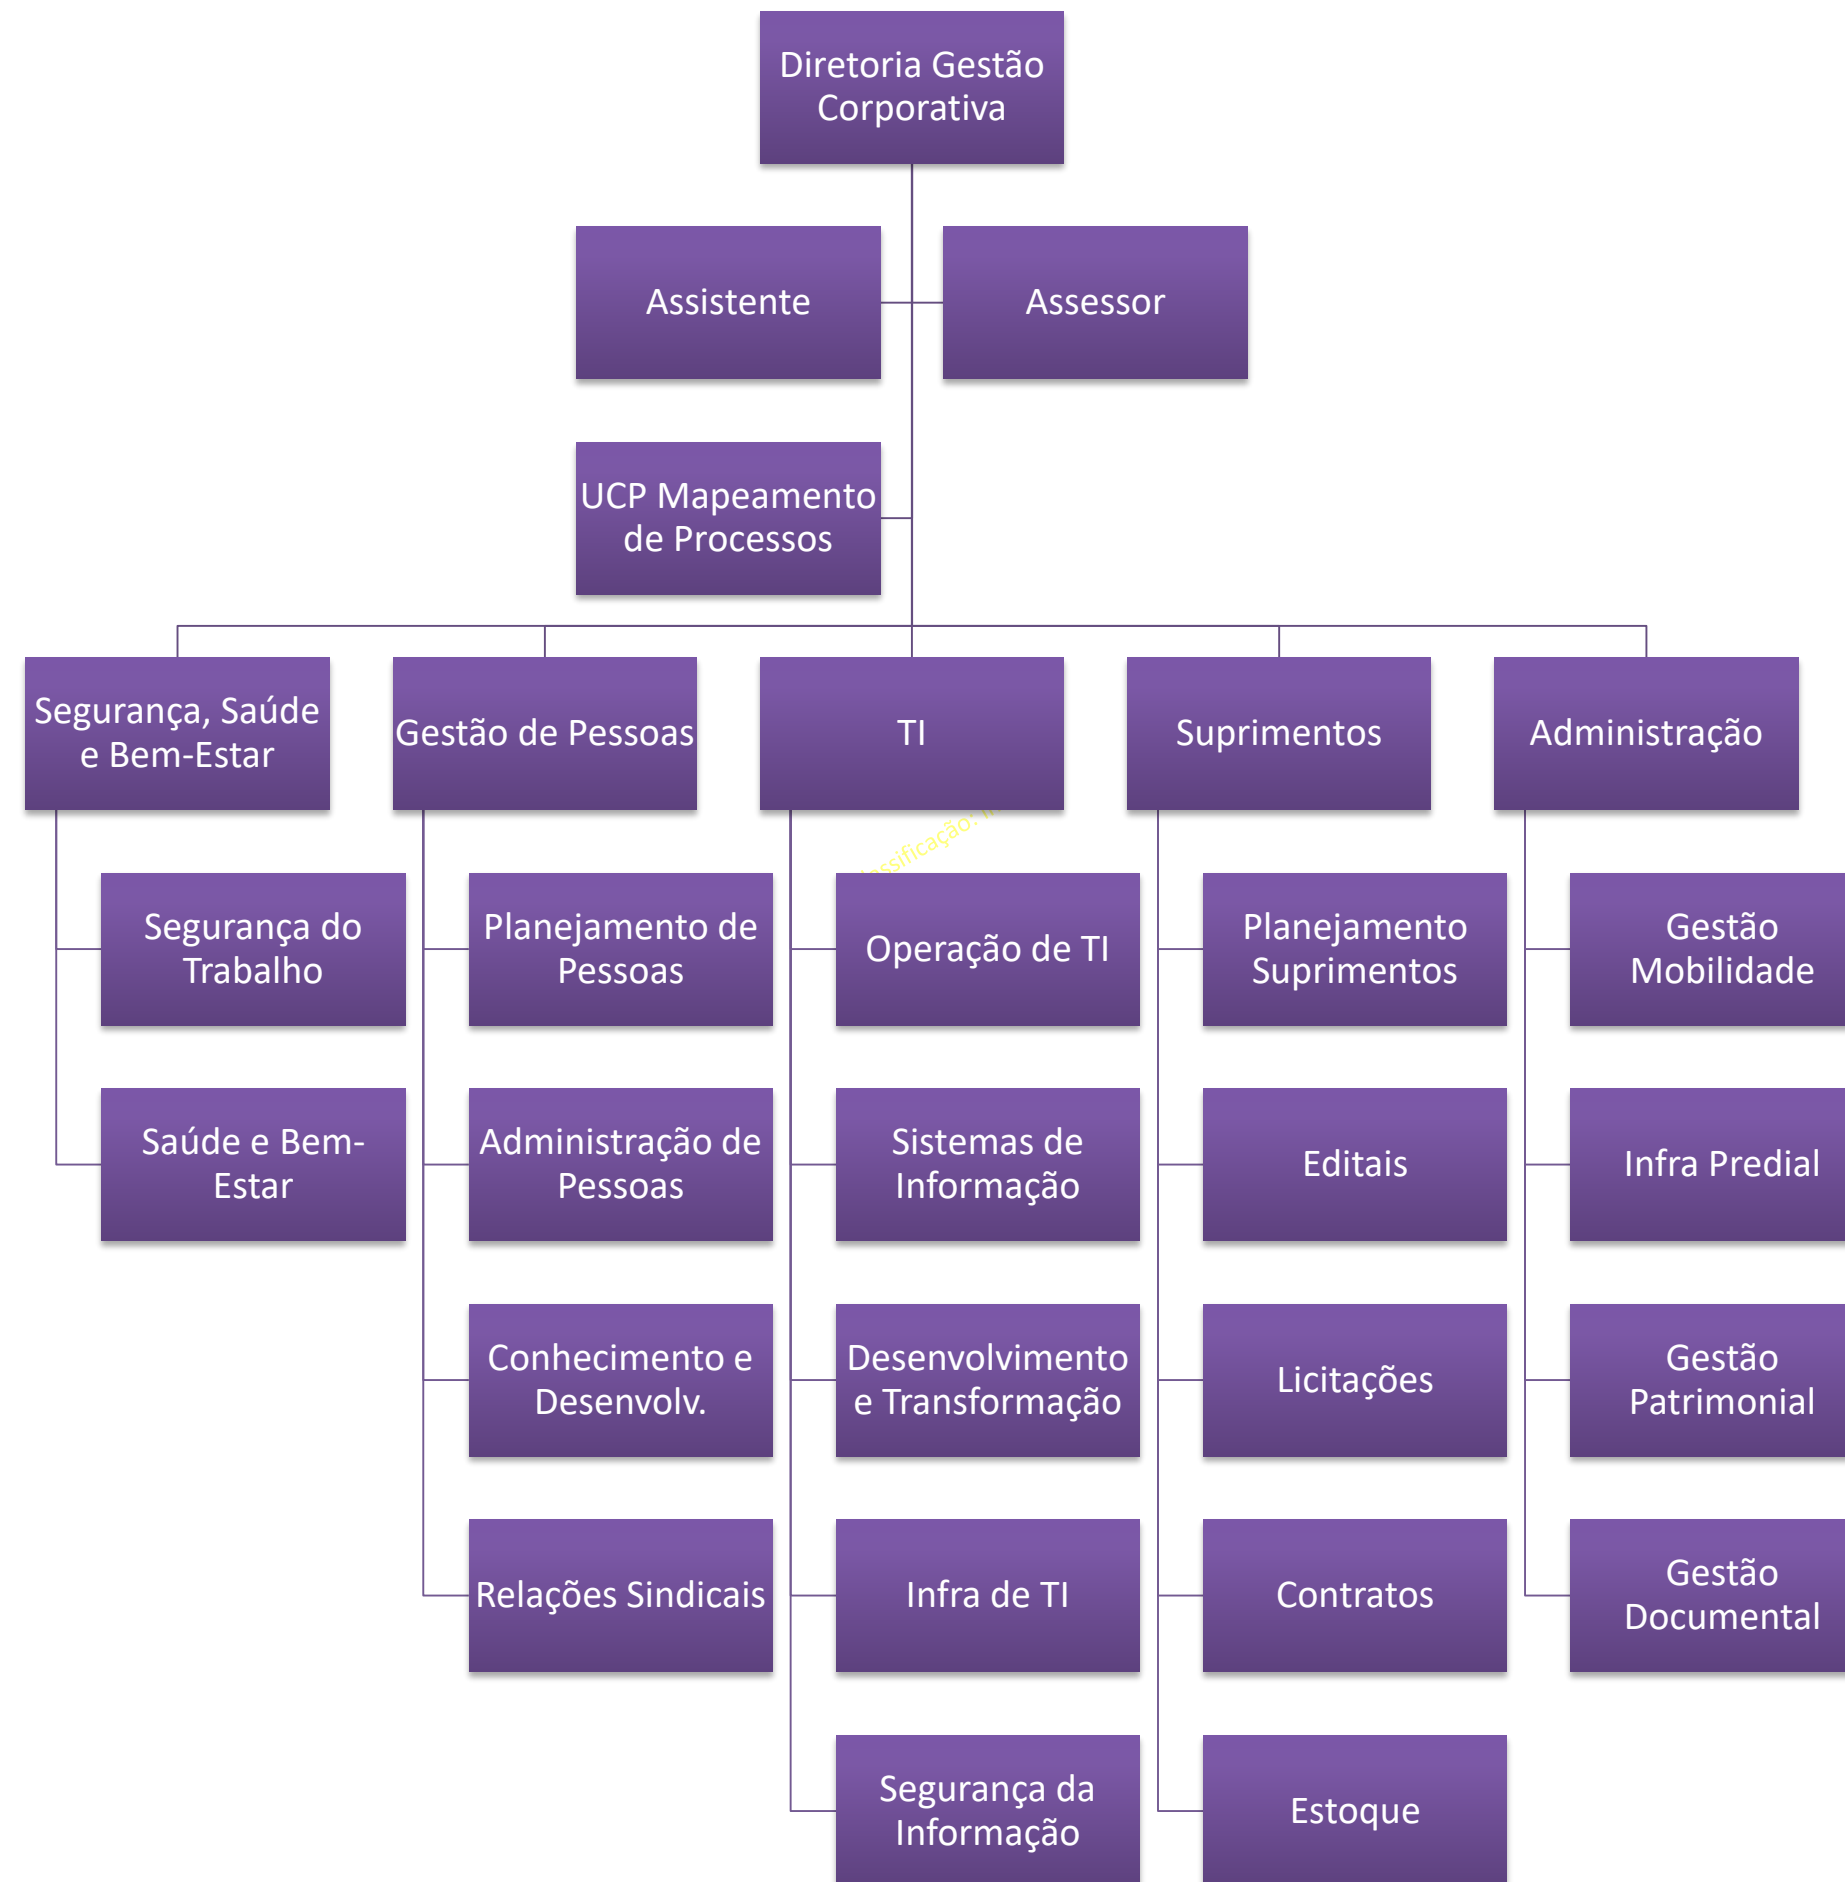 Diretoria Gestão
Corporativa
Assistente
Assessor
UCP Mapeamento
de Processos
Segurança, Saúde
e Bem-Estar
Gestão de Pessoas
TI
Suprimentos
Administração
Segurança do
Trabalho
Planejamento de
Pessoas
Operação de TI
Planejamento
Suprimentos
Gestão
Mobilidade
Saúde e Bem-
Estar
Administração de
Pessoas
Sistemas de
Informação
Editais
Infra Predial
Conhecimento e
Desenvolv.
Desenvolvimento
e Transformação
Licitações
Gestão
Patrimonial
Relações Sindicais
Infra de TI
Contratos
Gestão
Documental
Segurança da
Informação
Estoque